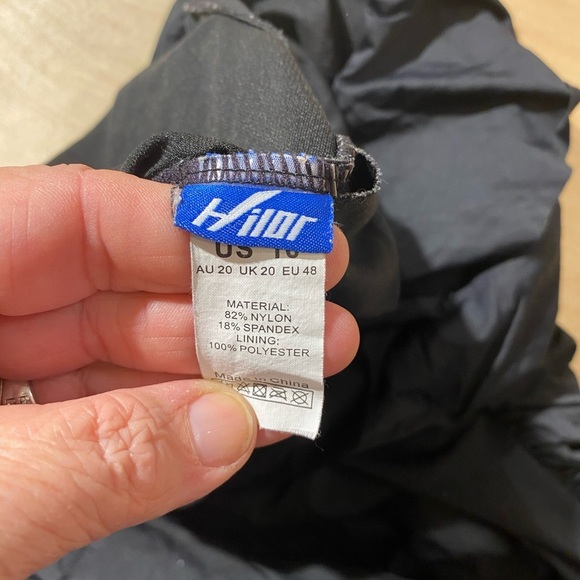 Hilor
US 16
AU 20 UK 20 EU 48
MATERIAL:
82% NYLON
18% SPANDEX
LINING:
100% POLYESTER
Made in China